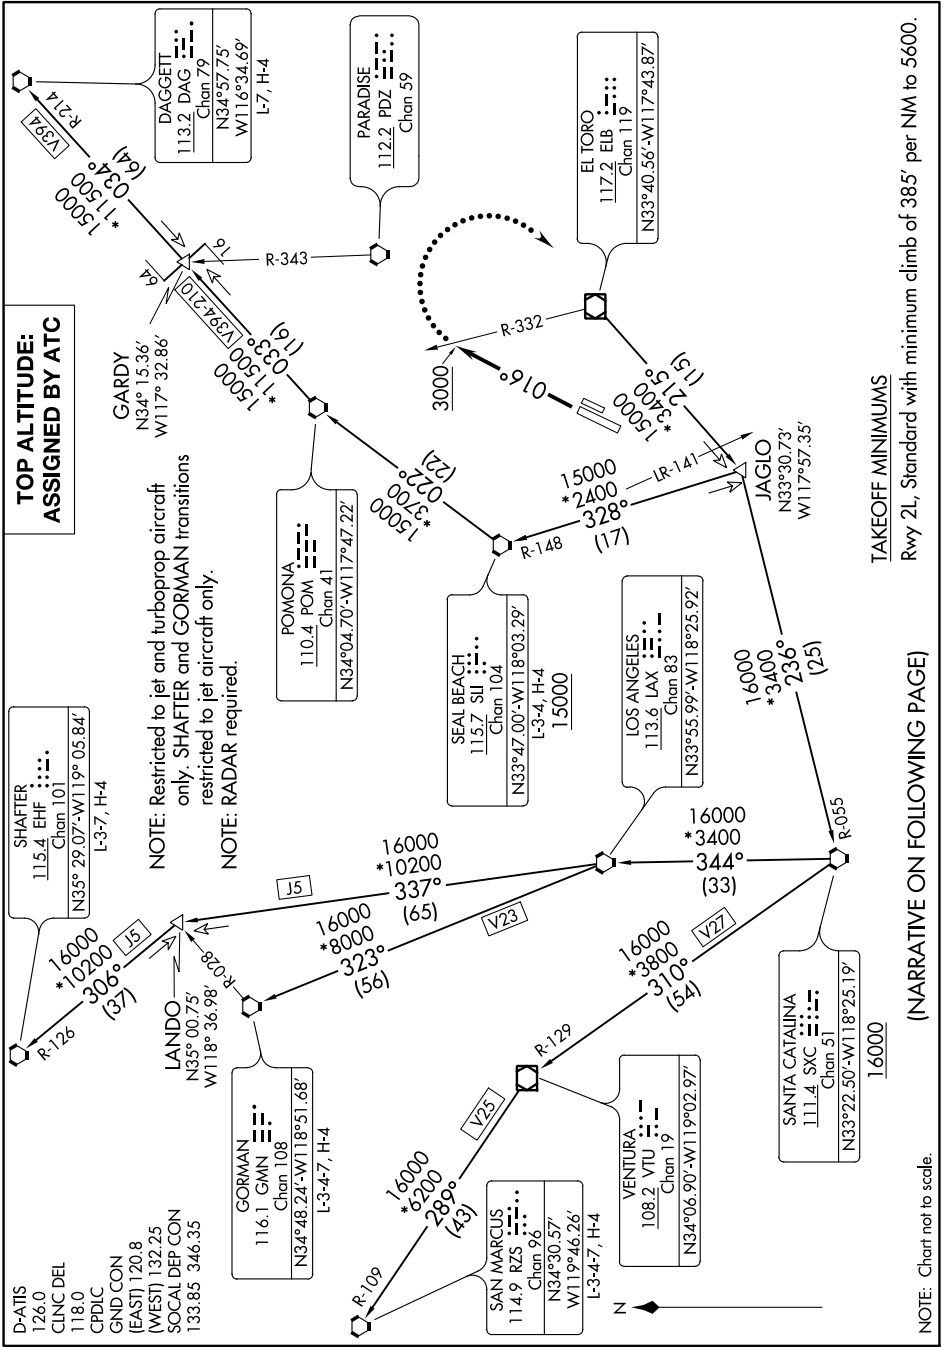 D-ATIS
126.0
CLNC DEL
118.0
CPDLC
GND CON
(EAST) 120.8
(WEST) 132.25
SOCAL DEP CON
133.85 346.35
SHAFTER
115.4 EHF
Chan 101
N35° 29.07′-W119° 05.84′
L-3-7, H-4
TOP ALTITUDE:
ASSIGNED BY ATC
DAGGETT
113.2 DAG
Chan 79
N34°57.75′
W116°34.69′
L-7, H-4
R-214
V394
15000
*11500
034°
(64)
NOTE: Restricted to jet and turboprop aircraft
only. SHAFTER and GORMAN transitions
restricted to jet aircraft only.
NOTE: RADAR required.
GARDY
N34° 15.36′
W117° 32.86′
64
16
R-343
PARADISE
112.2 PDZ
Chan 59
V394-210
15000
*11500
033°
(16)
R-126
16000
*10200
306°
(37)
J5
LANDO
N35° 00.75′
W118° 36.98′
R-028
J5
16000
*10200
337°
(65)
GORMAN
116.1 GMN
Chan 108
N34°48.24′-W118°51.68′
L-3-4-7, H-4
16000
*8000
323°
(56)
V23
POMONA
110.4 POM
Chan 41
N34°04.70′-W117°47.22′
15000
*3700
022°
(22)
3000
R-332
016°
EL TORO
117.2 ELB
Chan 119
N33°40.56′-W117°43.87′
SEAL BEACH
115.7 SLI
Chan 104
N33°47.00′-W118°03.29′
L-3-4, H-4
15000
R-148
15000
*2400
328°
(17)
LR-141
15000
*3400
215°
(15)
JAGLO
N33°30.73′
W117°57.35′
R-109
16000
*6200
289°
(43)
V25
SAN MARCUS
114.9 RZS
Chan 96
N34°30.57′
W119°46.26′
L-3-4-7, H-4
R-129
VENTURA
108.2 VTU
Chan 19
N34°06.90′-W119°02.97′
16000
*3800
310°
(54)
V27
LOS ANGELES
113.6 LAX
Chan 83
N33°55.99′-W118°25.92′
16000
*3400
344°
(33)
R-055
16000
*3400
236°
(25)
SANTA CATALINA
111.4 SXC
Chan 51
N33°22.50′-W118°25.19′
16000
N
TAKEOFF MINIMUMS
Rwy 2L, Standard with minimum climb of 385′ per NM to 5600.
(NARRATIVE ON FOLLOWING PAGE)
NOTE: Chart not to scale.